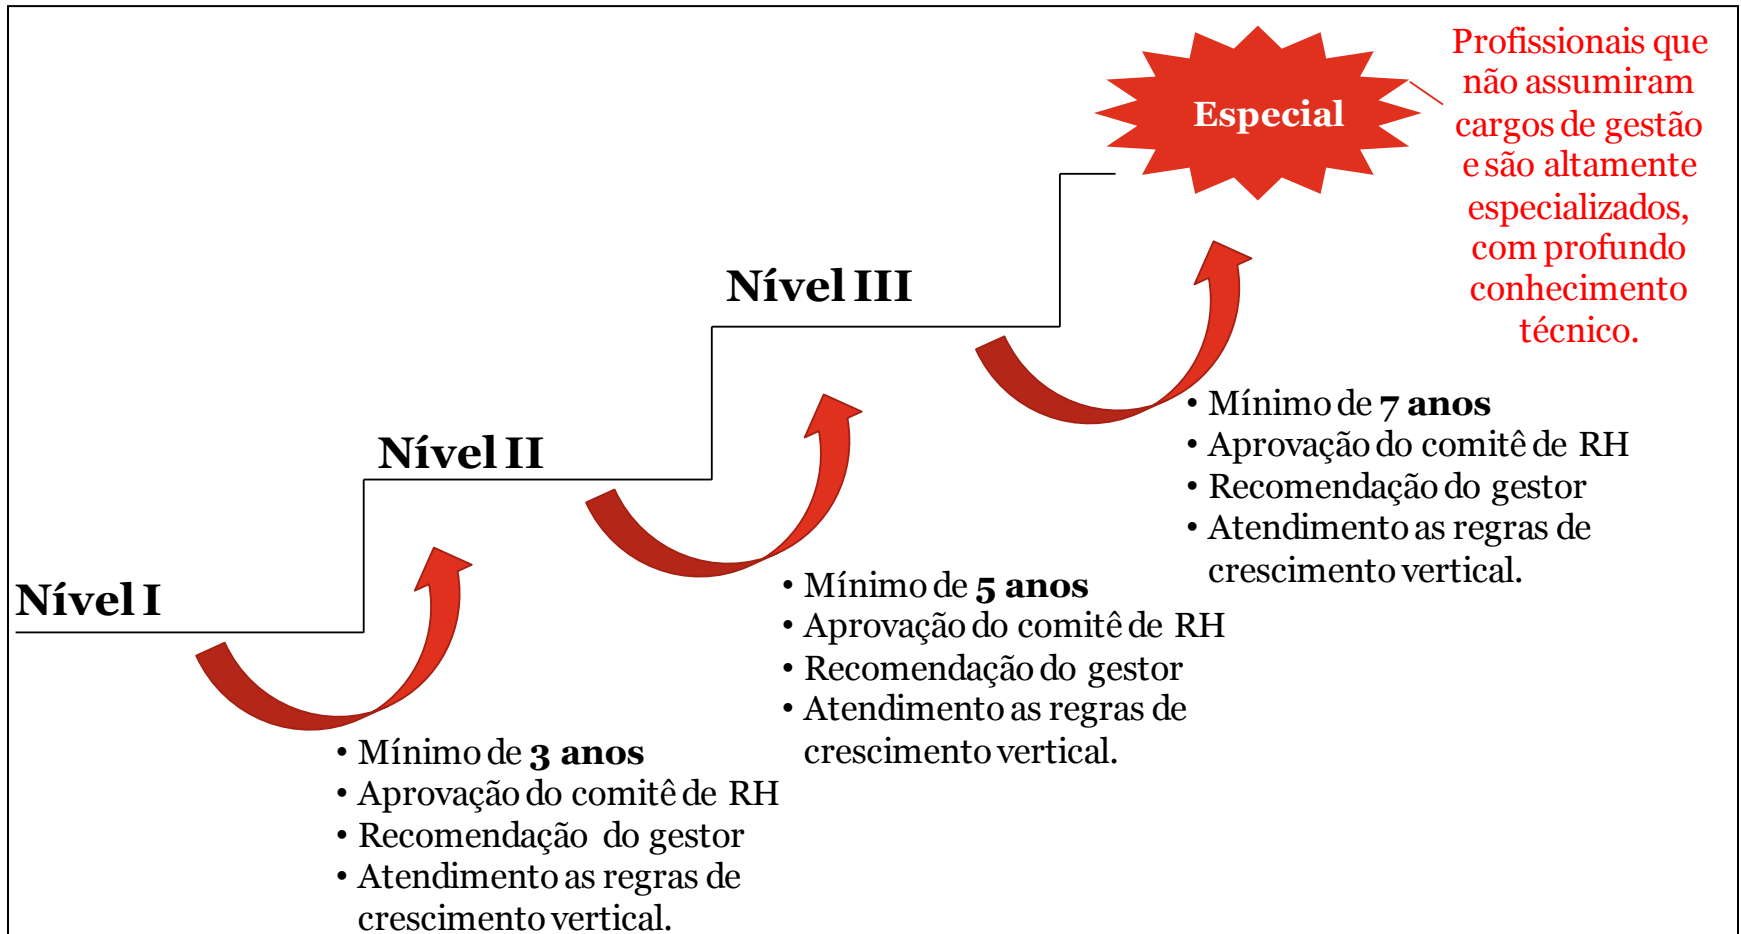 Especial
Profissionais que
não assumiram
cargos de gestão
e são altamente
especializados,
com profundo
conhecimento
técnico.
Nível III
• Mínimo de 7 anos
• Aprovação do comitê de RH
• Recomendação do gestor
• Atendimento as regras de
crescimento vertical.
Nível II
• Mínimo de 5 anos
• Aprovação do comitê de RH
• Recomendação do gestor
• Atendimento as regras de
crescimento vertical.
Nível I
• Mínimo de 3 anos
• Aprovação do comitê de RH
• Recomendação do gestor
• Atendimento as regras de
crescimento vertical.